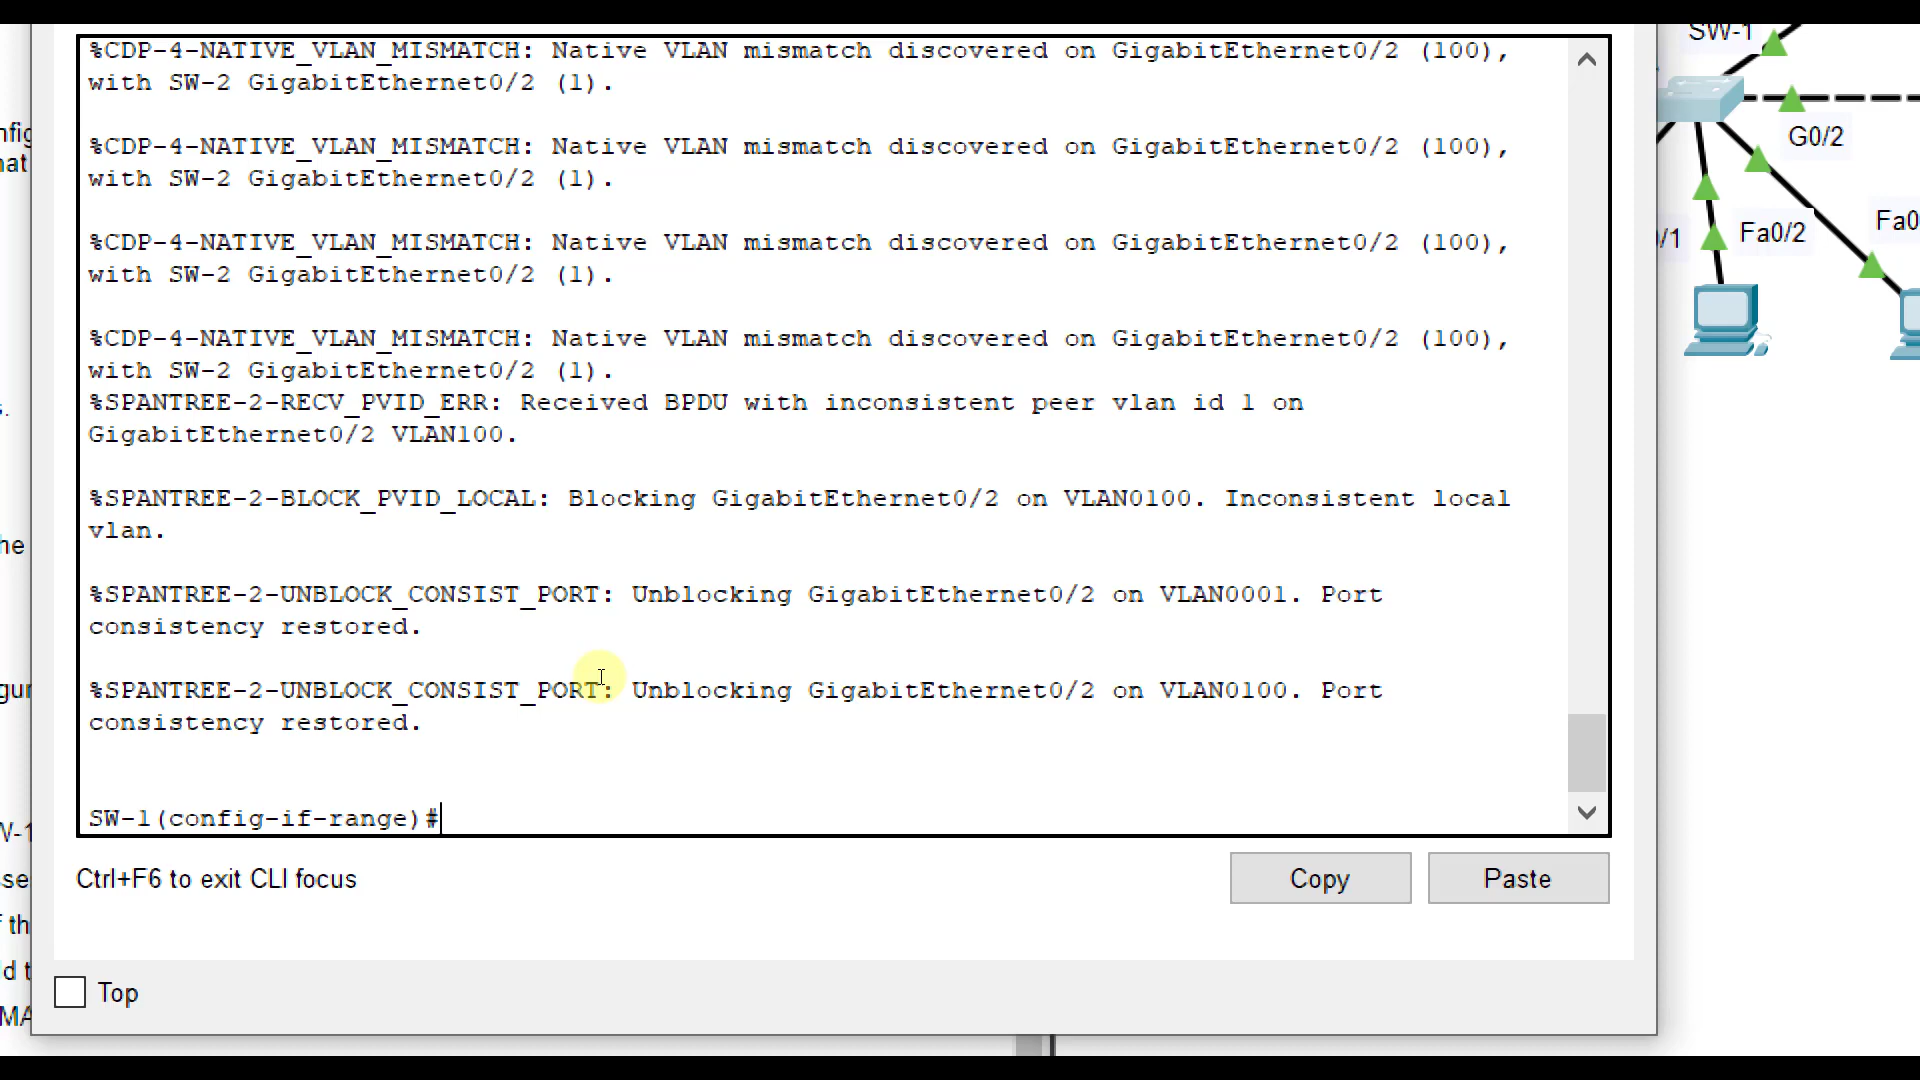 %CDP-4-NATIVE_VLAN_MISMATCH: Native VLAN mismatch discovered on GigabitEthernet0/2 (100),
with SW-2 GigabitEthernet0/2 (1).
%CDP-4-NATIVE_VLAN_MISMATCH: Native VLAN mismatch discovered on GigabitEthernet0/2 (100),
with SW-2 GigabitEthernet0/2 (1).
%CDP-4-NATIVE_VLAN_MISMATCH: Native VLAN mismatch discovered on GigabitEthernet0/2 (100),
with SW-2 GigabitEthernet0/2 (1).
%CDP-4-NATIVE_VLAN_MISMATCH: Native VLAN mismatch discovered on GigabitEthernet0/2 (100),
with SW-2 GigabitEthernet0/2 (1).
%SPANTREE-2-RECV_PVID_ERR: Received BPDU with inconsistent peer vlan id 1 on
GigabitEthernet0/2 VLAN100.
%SPANTREE-2-BLOCK_PVID_LOCAL: Blocking GigabitEthernet0/2 on VLAN0100. Inconsistent local
vlan.
%SPANTREE-2-UNBLOCK_CONSIST_PORT: Unblocking GigabitEthernet0/2 on VLAN0001. Port
consistency restored.
%SPANTREE-2-UNBLOCK_CONSIST_PORT: Unblocking GigabitEthernet0/2 on VLAN0100. Port
consistency restored.
SW-1(config-if-range)#
Ctrl+F6 to exit CLI focus
Copy
Paste
Top
SW-1
G0/2
/1
Fa0/2
Fa0